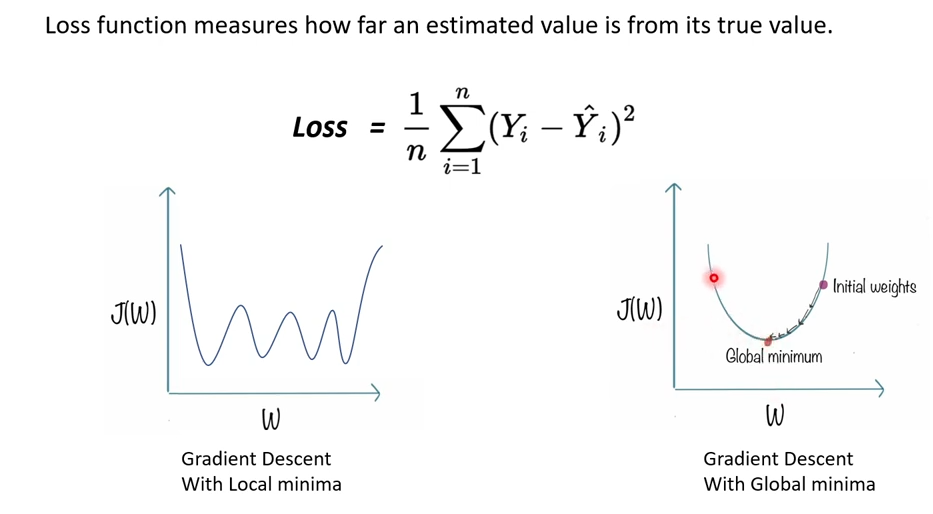 Loss function measures how far an estimated value is from its true value.
Loss = 1/n ∑_{i=1}^{n} (Y_i − Ŷ_i)²
J(W)
W
Gradient Descent
With Local minima
J(W)
Initial weights
Global minimum
W
Gradient Descent
With Global minima